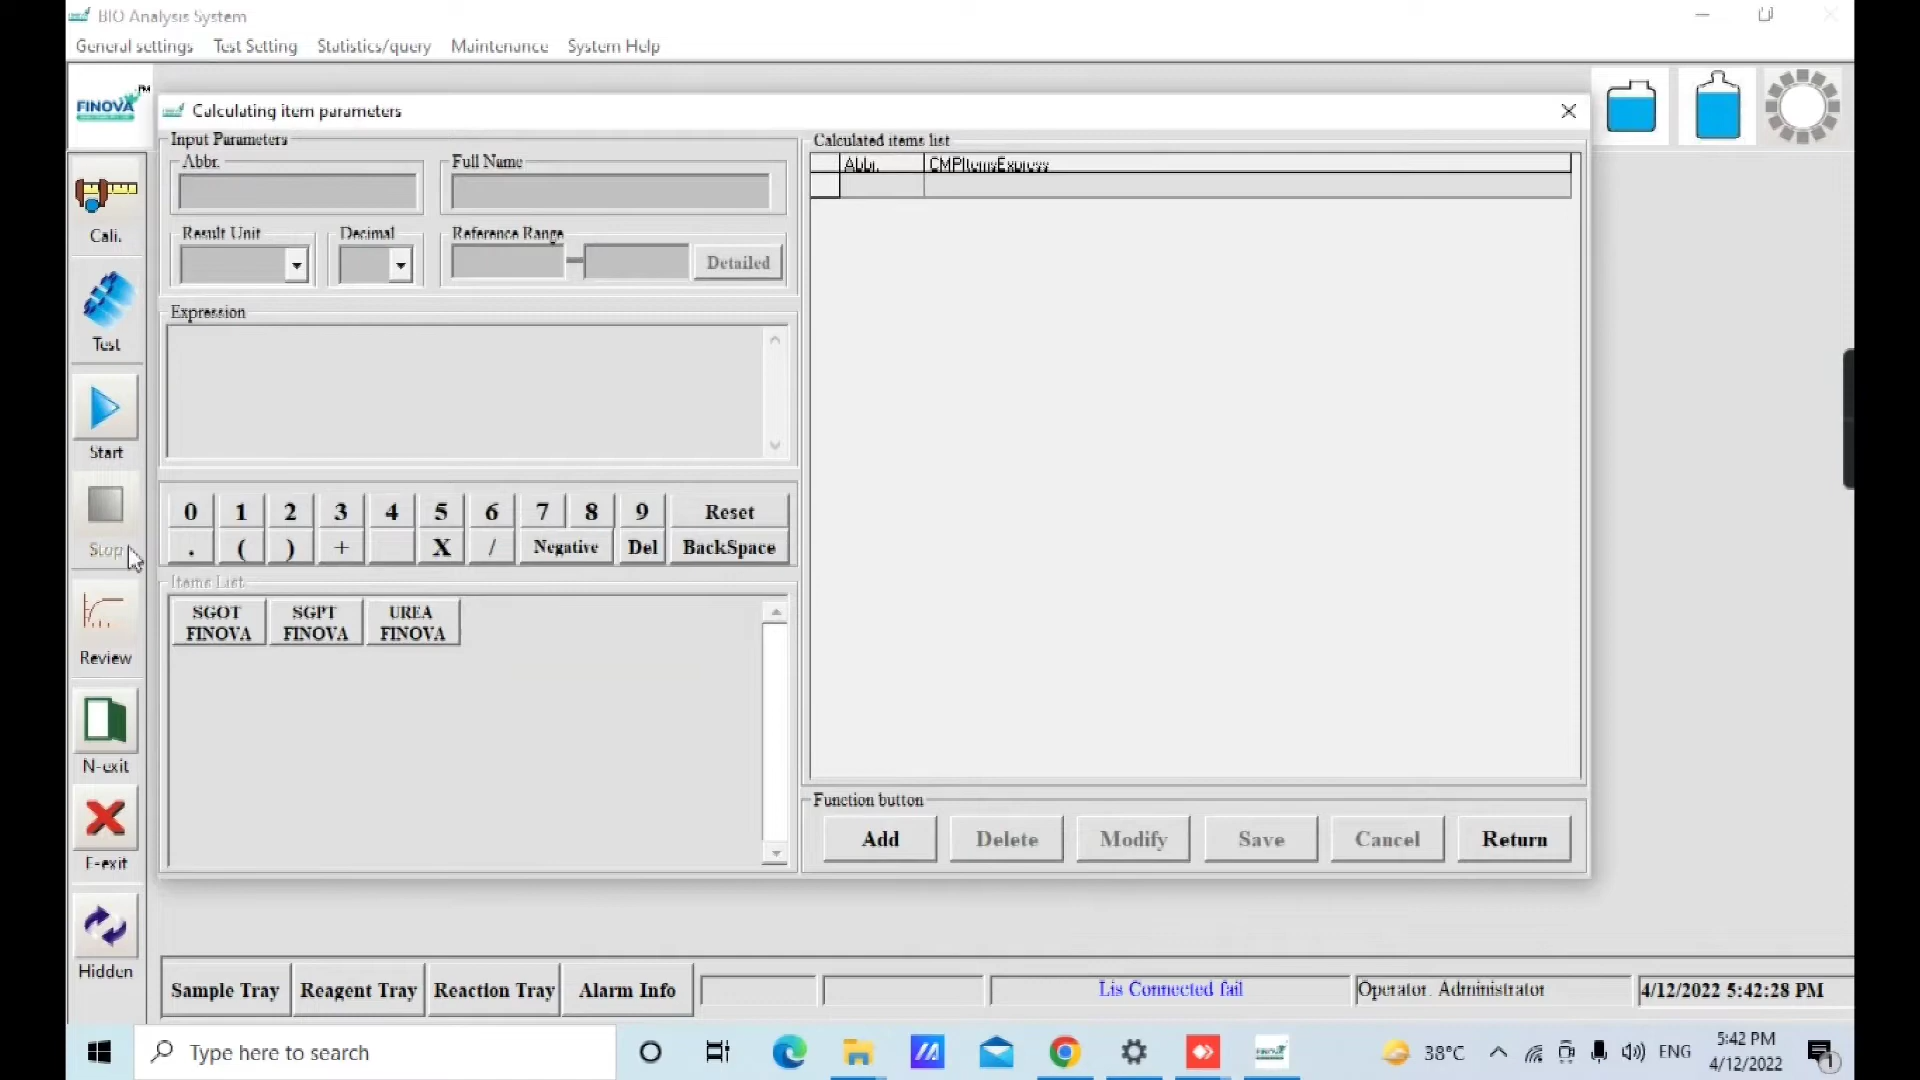 BIO Analysis System
General settings Test Setting Statistics/query Maintenance System Help
FINOVA TM
Calculating item parameters
Input Parameters
Abbr.
Full Name
Result Unit
Decimal
Reference Range
Detailed
Expression
0 1 2 3 4 5 6 7 8 9 Reset
. ( ) + X / Negative Del BackSpace
Items List
SGOT FINOVA
SGPT FINOVA
UREA FINOVA
Calculated items list
Abbr. CMPItemsExpress
Function button
Add Delete Modify Save Cancel Return
Cali.
Test
Start
Stop
Review
N-exit
E-exit
Hidden
Sample Tray Reagent Tray Reaction Tray Alarm Info
Lis Connected fail
Operator: Administrator
4/12/2022 5:42:28 PM
Type here to search
38°C
ENG
5:42 PM
4/12/2022
1